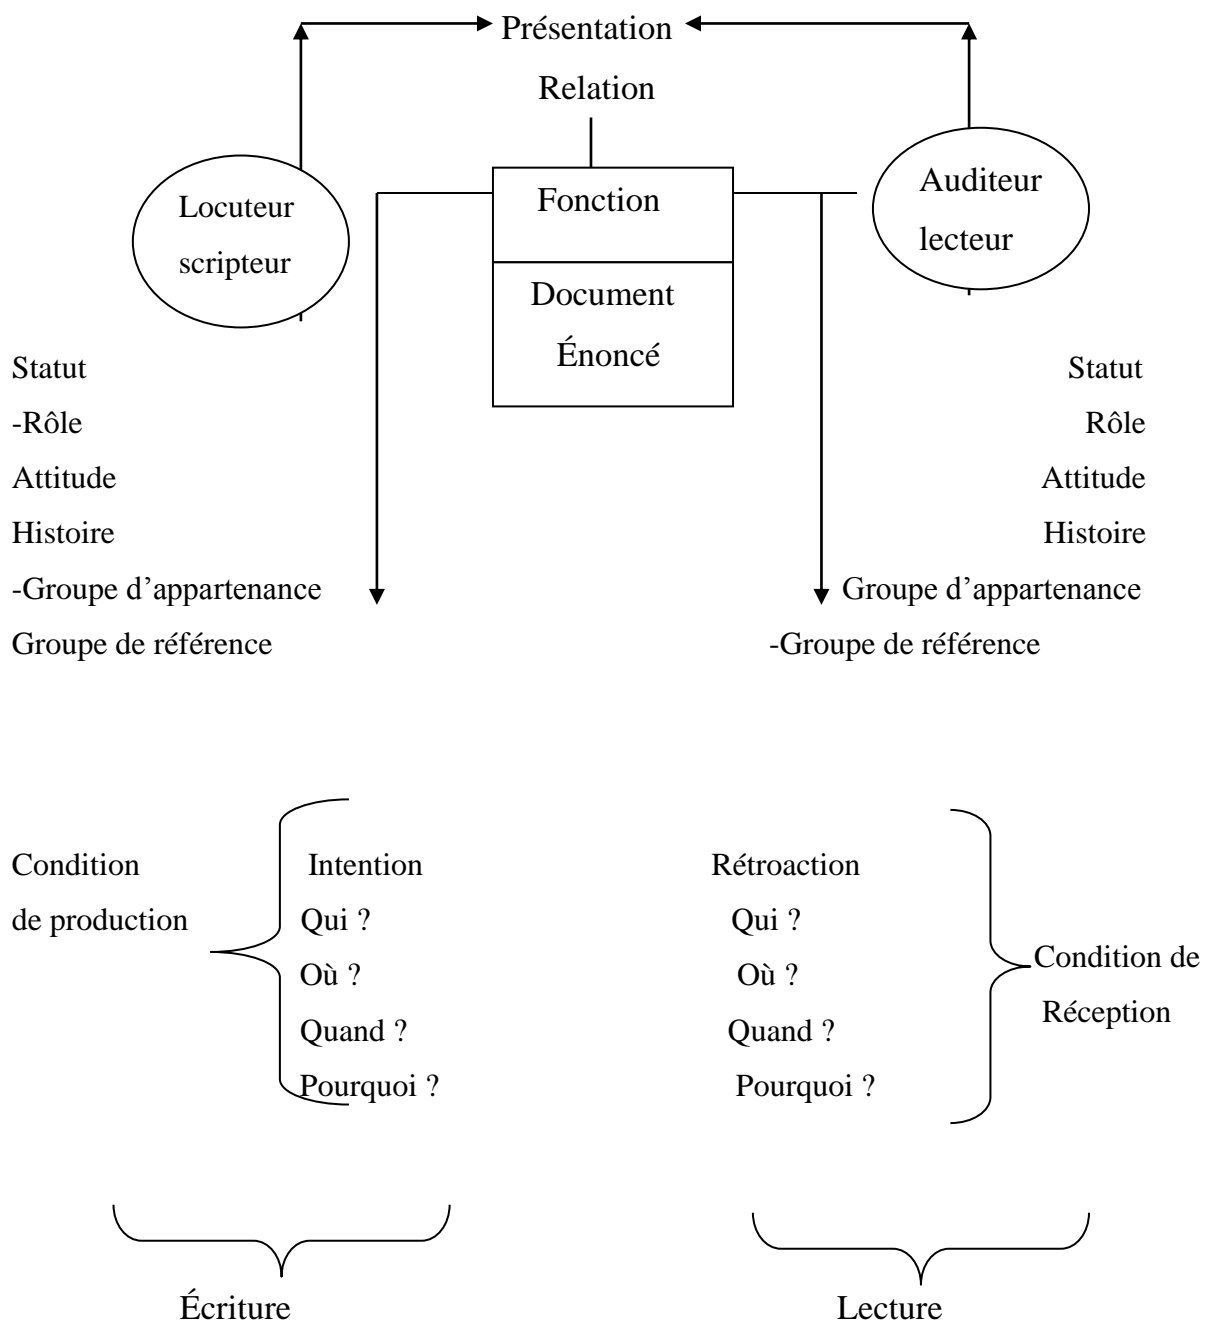 Présentation
Relation
Locuteur
scripteur
Fonction
Document
Énoncé
Auditeur
lecteur
Statut
-Rôle
Attitude
Histoire
-Groupe d’appartenance
Groupe de référence
Statut
Rôle
Attitude
Histoire
Groupe d’appartenance
-Groupe de référence
Condition
de production
Intention
Qui ?
Où ?
Quand ?
Pourquoi ?
Rétroaction
Qui ?
Où ?
Quand ?
Pourquoi ?
Condition de
Réception
Écriture
Lecture